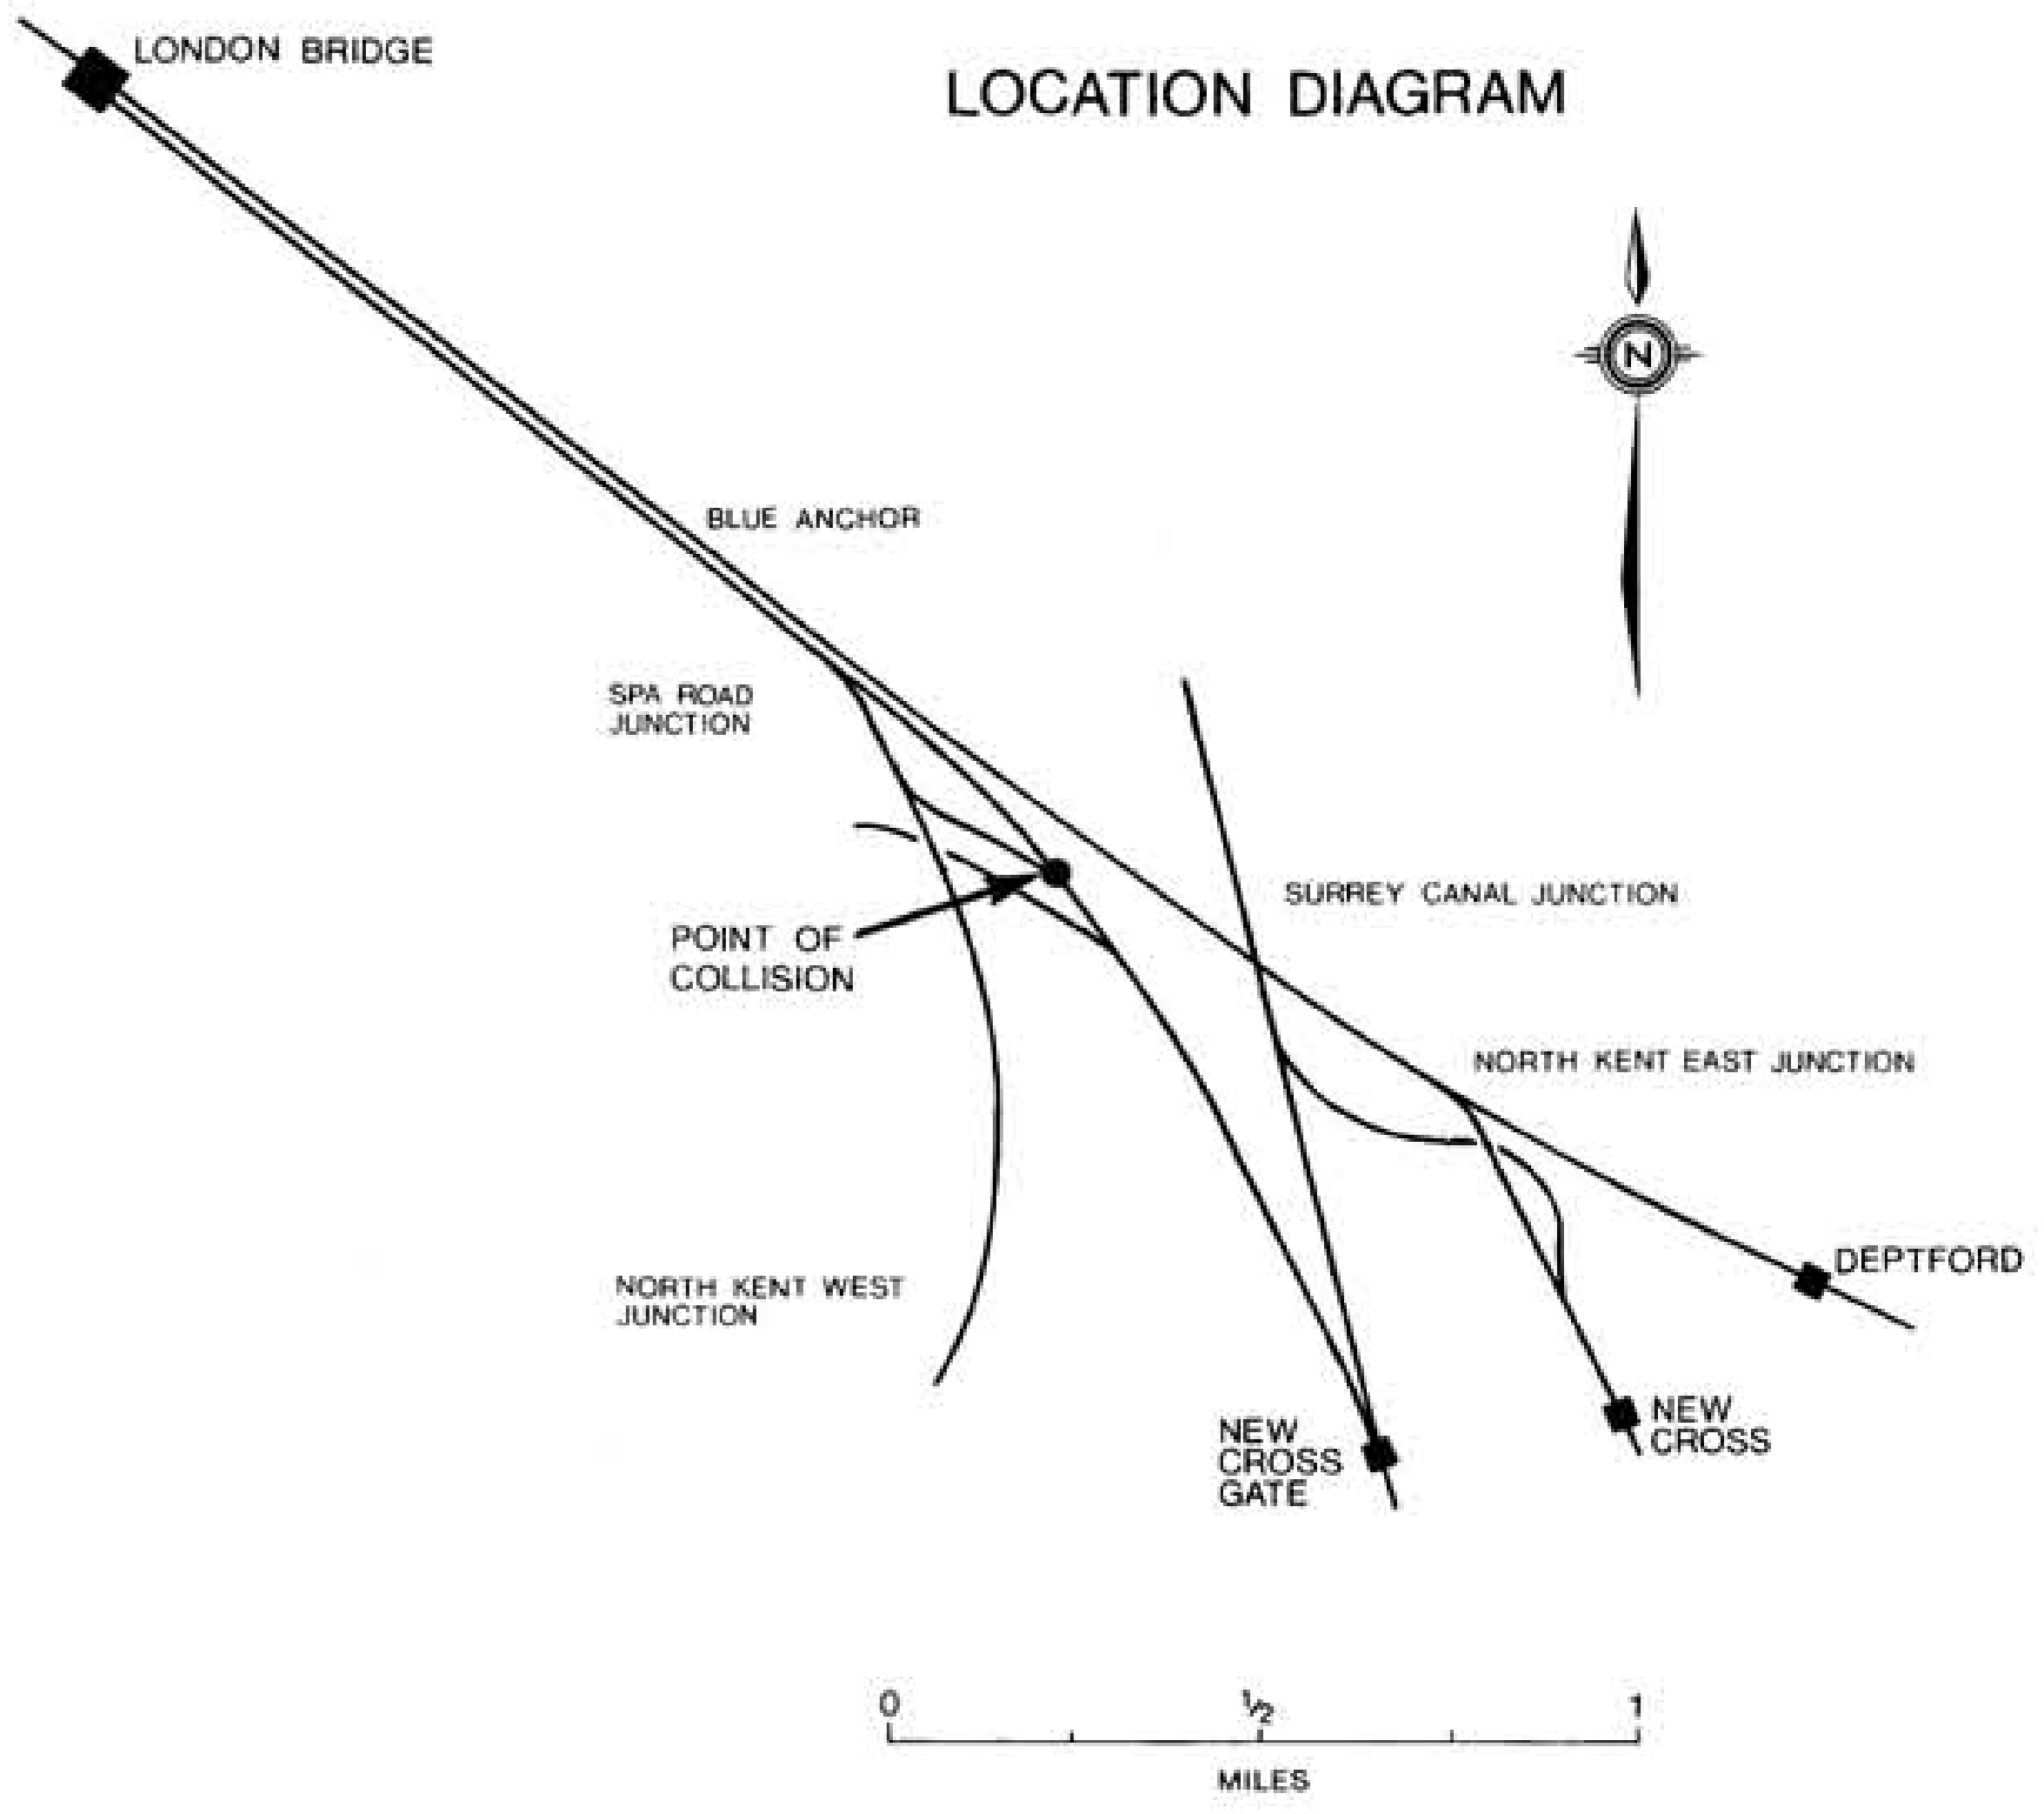 LONDON BRIDGE
LOCATION DIAGRAM
N
BLUE ANCHOR
SPA ROAD
JUNCTION
SURREY CANAL JUNCTION
POINT OF
COLLISION
NORTH KENT EAST JUNCTION
DEPTFORD
NORTH KENT WEST
JUNCTION
NEW
CROSS
NEW
CROSS
GATE
0 ½ 1
MILES